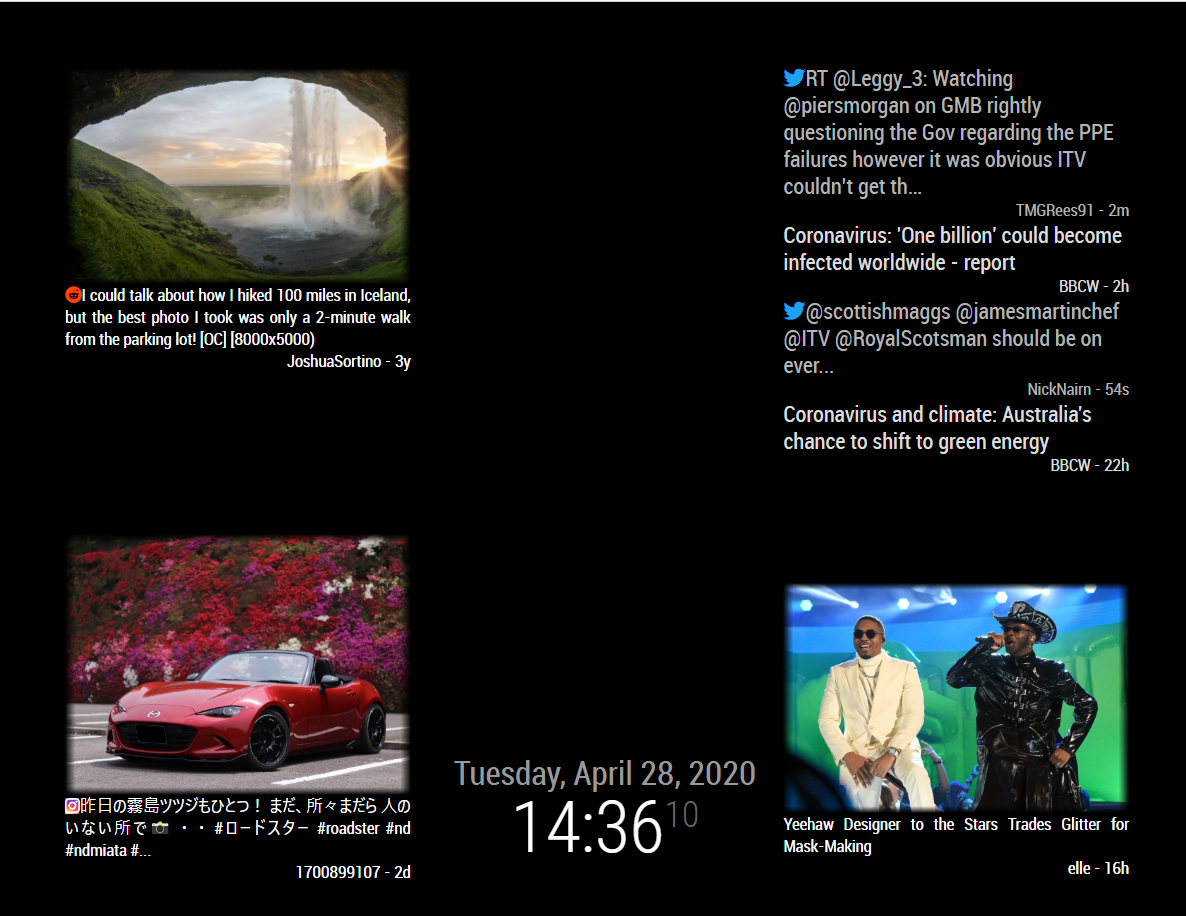 I could talk about how I hiked 100 miles in Iceland,
but the best photo I took was only a 2-minute walk
from the parking lot! [OC] [8000x5000)
JoshuaSortino - 3y
昨日の霧島ツツジもひとつ！ まだ、所々まだら 人の
いない所で📸 ・・ #ロードスター #roadster #nd
#ndmiata #...
1700899107 - 2d
Tuesday, April 28, 2020
14:36 10
RT @Leggy_3: Watching
@piersmorgan on GMB rightly
questioning the Gov regarding the PPE
failures however it was obvious ITV
couldn't get th...
TMGRees91 - 2m
Coronavirus: 'One billion' could become
infected worldwide - report
BBCW - 2h
@scottishmaggs @jamesmartinchef
@ITV @RoyalScotsman should be on
ever...
NickNairn - 54s
Coronavirus and climate: Australia's
chance to shift to green energy
BBCW - 22h
Yeehaw Designer to the Stars Trades Glitter for
Mask-Making
elle - 16h